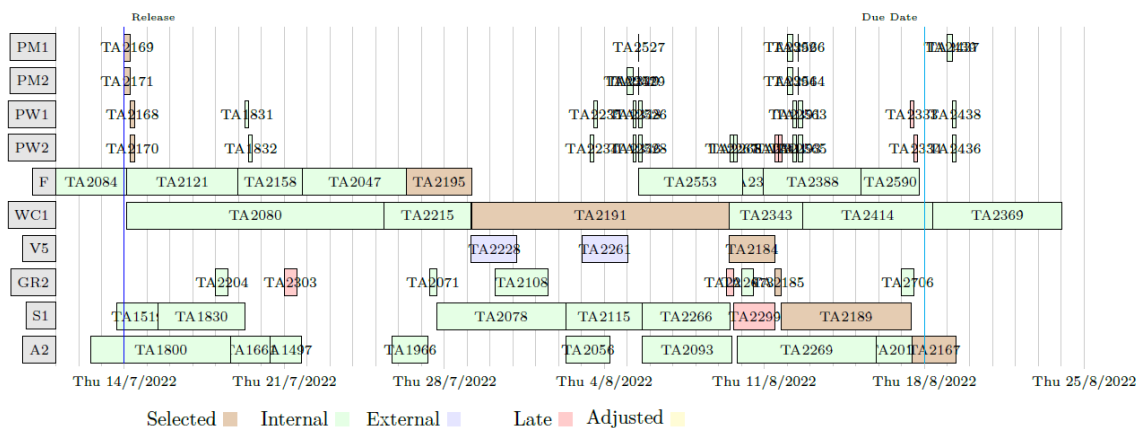 Release Due Date
PM1 TA2169 TA2527
PM2 TA2171
PW1 TA2168 TA1831 TA2438
PW2 TA2170 TA1832 TA2436
F TA2084 TA2121 TA2158 TA2047 TA2195 TA2553 TA2388 TA2590
WC1 TA2080 TA2215 TA2191 TA2343 TA2414 TA2369
V5 TA2228 TA2261 TA2184
GR2 TA2204 TA2303 TA2071 TA2108 TA2185 TA2706
S1 TA1830 TA2078 TA2115 TA2266 TA2299 TA2189
A2 TA1800 TA1966 TA2056 TA2093 TA2269 TA2167
Thu 14/7/2022 Thu 21/7/2022 Thu 28/7/2022 Thu 4/8/2022 Thu 11/8/2022 Thu 18/8/2022 Thu 25/8/2022
Selected Internal External Late Adjusted